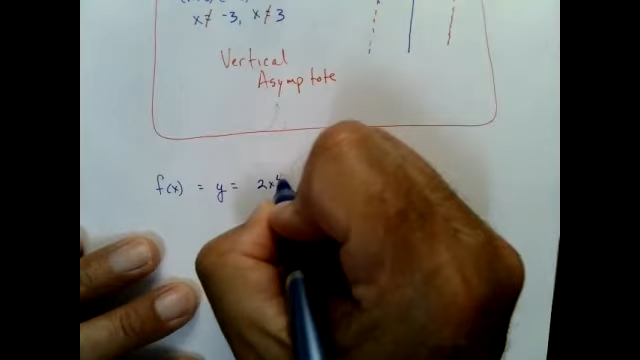 x ≠ -3, x ≠ 3
Vertical
Asymptote
f(x) = y = 2x